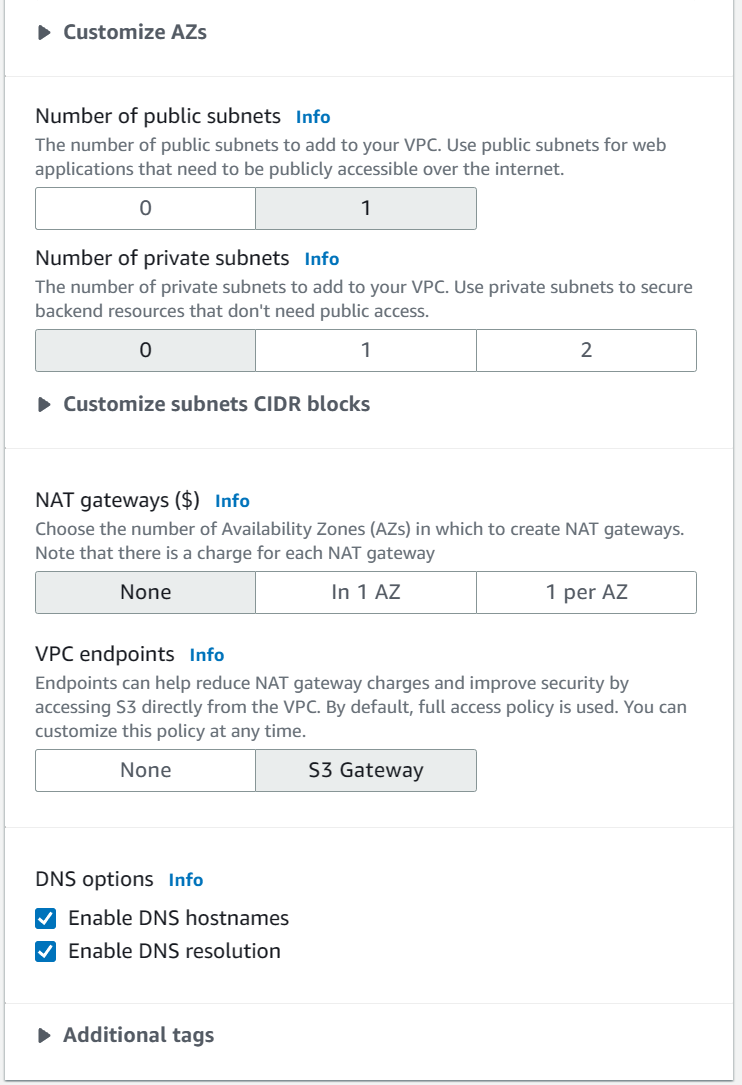 Customize AZs
Number of public subnets Info
The number of public subnets to add to your VPC. Use public subnets for web
applications that need to be publicly accessible over the internet.
0 1
Number of private subnets Info
The number of private subnets to add to your VPC. Use private subnets to secure
backend resources that don't need public access.
0 1 2
Customize subnets CIDR blocks
NAT gateways ($) Info
Choose the number of Availability Zones (AZs) in which to create NAT gateways.
Note that there is a charge for each NAT gateway
None In 1 AZ 1 per AZ
VPC endpoints Info
Endpoints can help reduce NAT gateway charges and improve security by
accessing S3 directly from the VPC. By default, full access policy is used. You can
customize this policy at any time.
None S3 Gateway
DNS options Info
Enable DNS hostnames
Enable DNS resolution
Additional tags